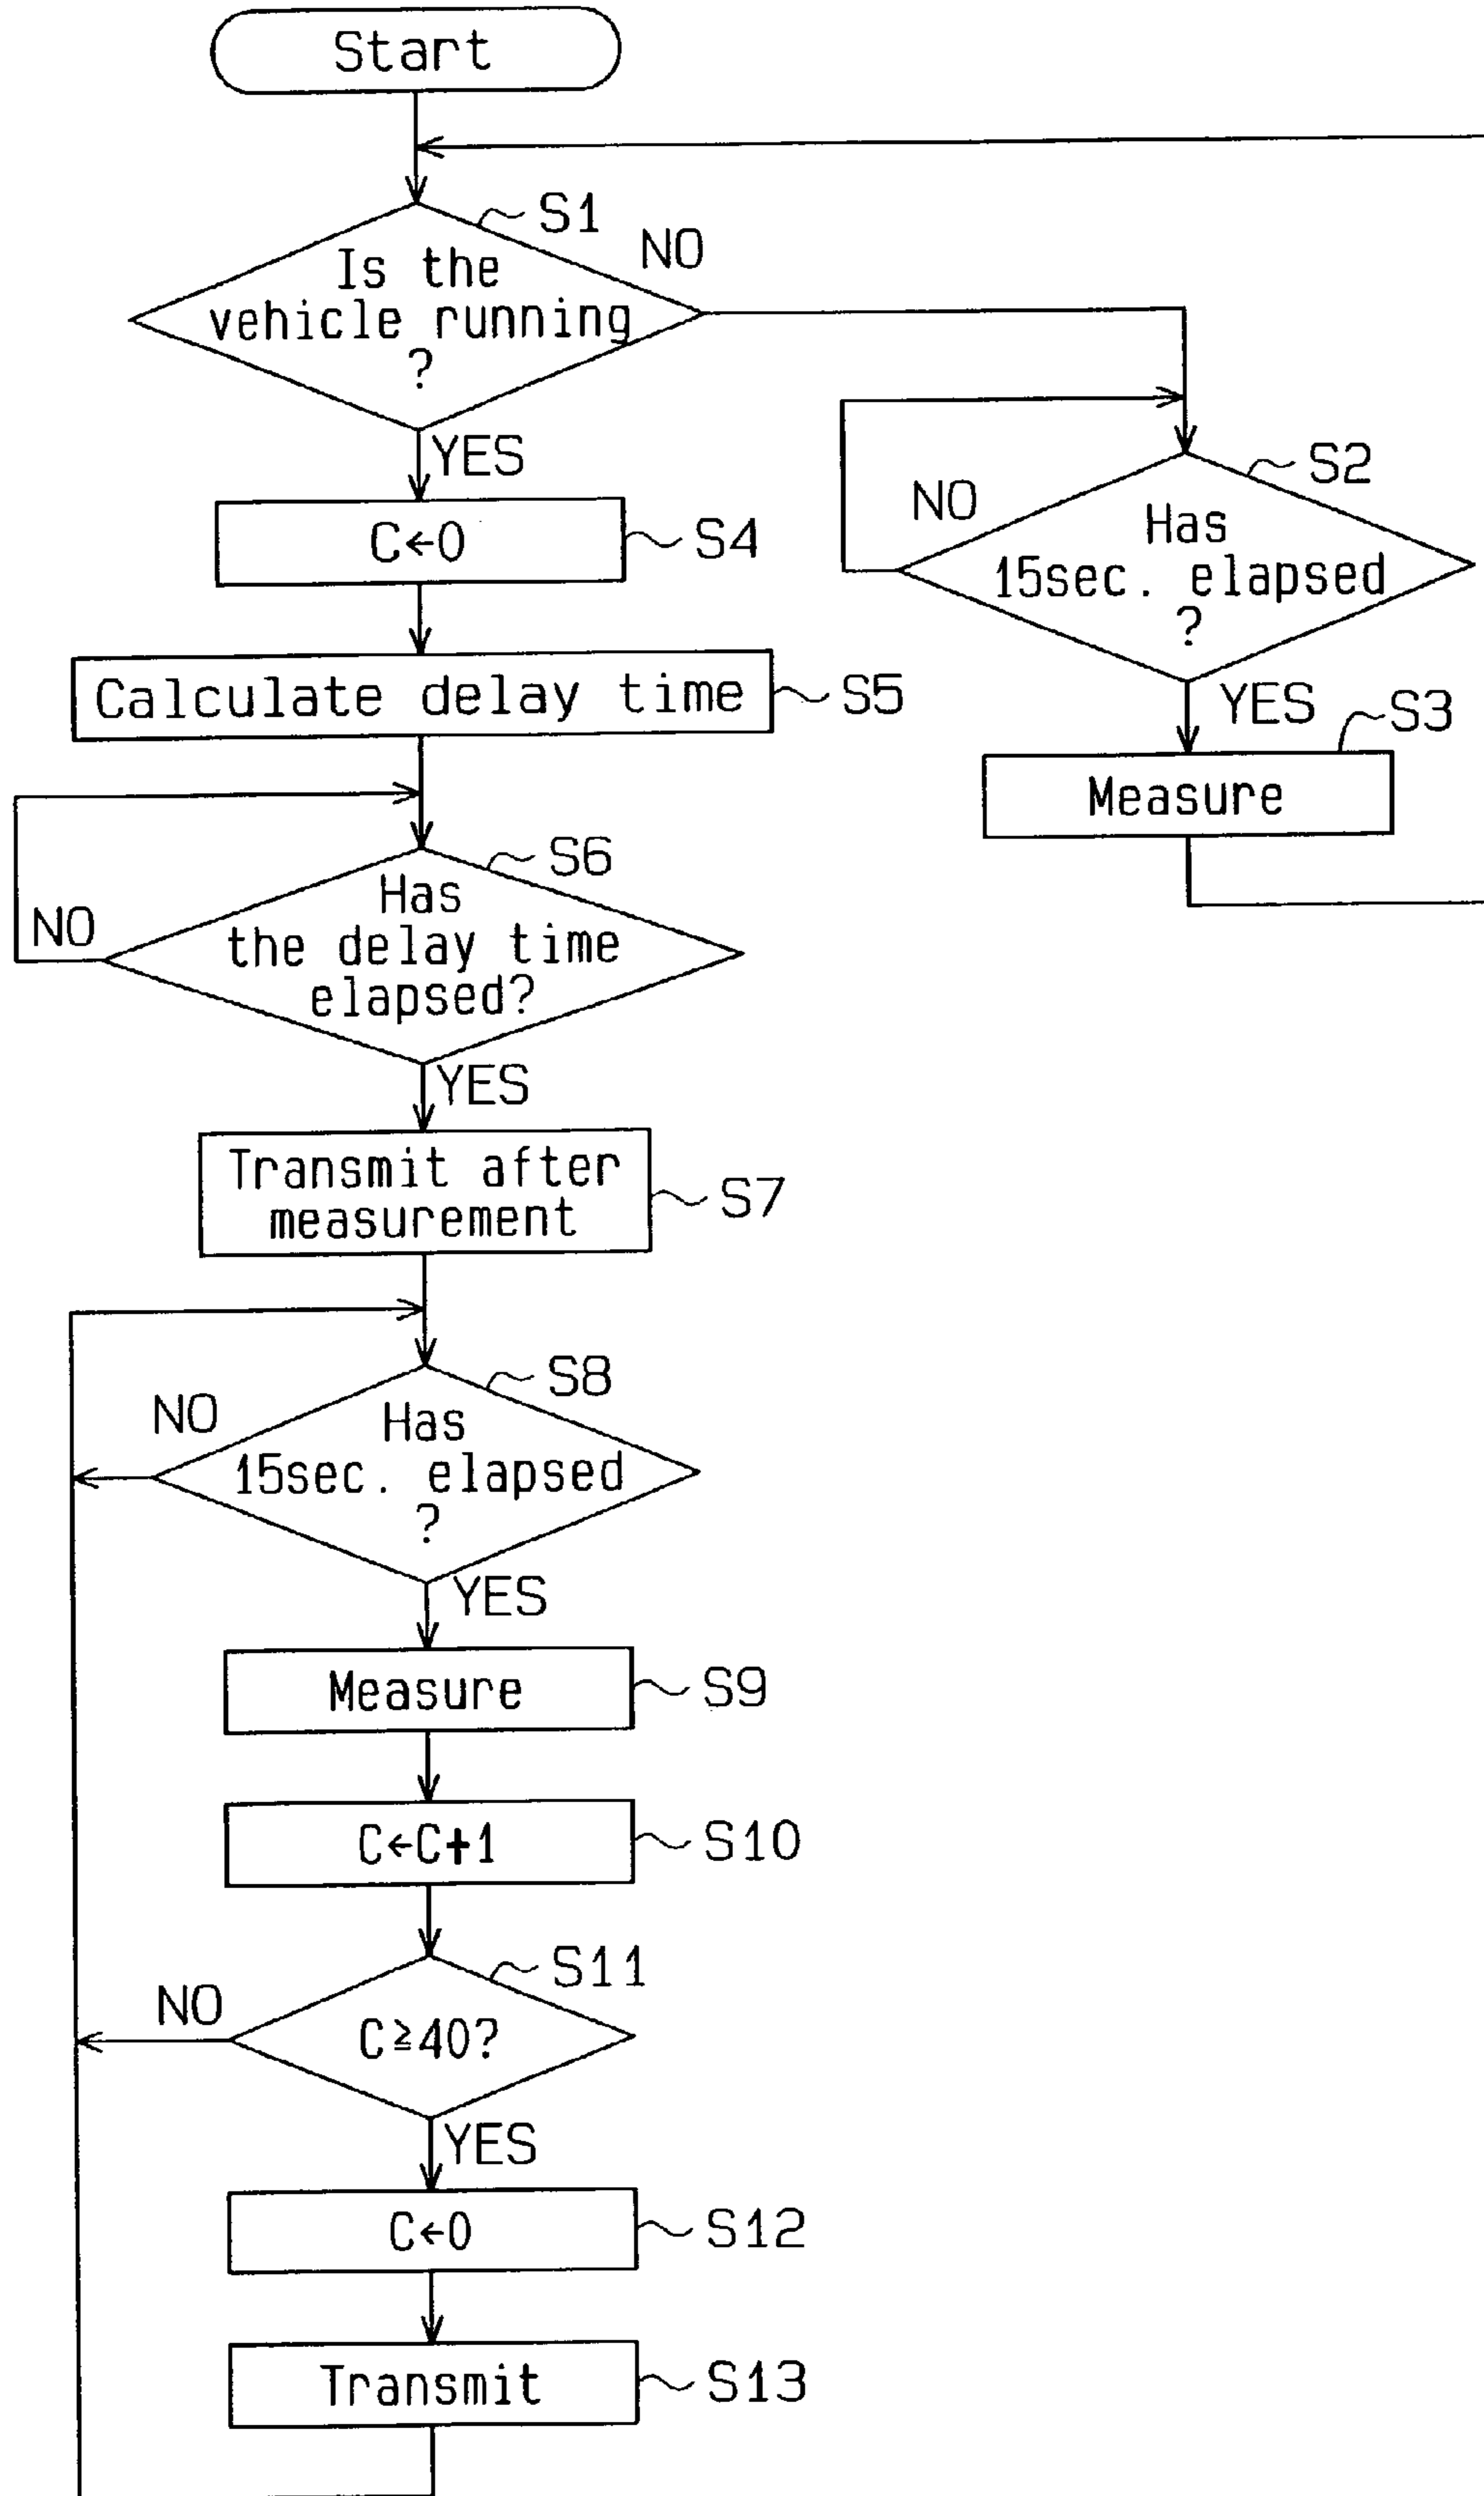 Start
S1
NO
Is the
vehicle running
?
YES
C←0
S4
S2
NO
Has
15sec. elapsed
?
YES
S3
Measure
Calculate delay time
S5
S6
Has
the delay time
elapsed?
NO
YES
Transmit after
measurement
S7
S8
NO
Has
15sec. elapsed
?
YES
Measure
S9
C←C+1
S10
S11
NO
C≧40?
YES
C←0
S12
Transmit
S13